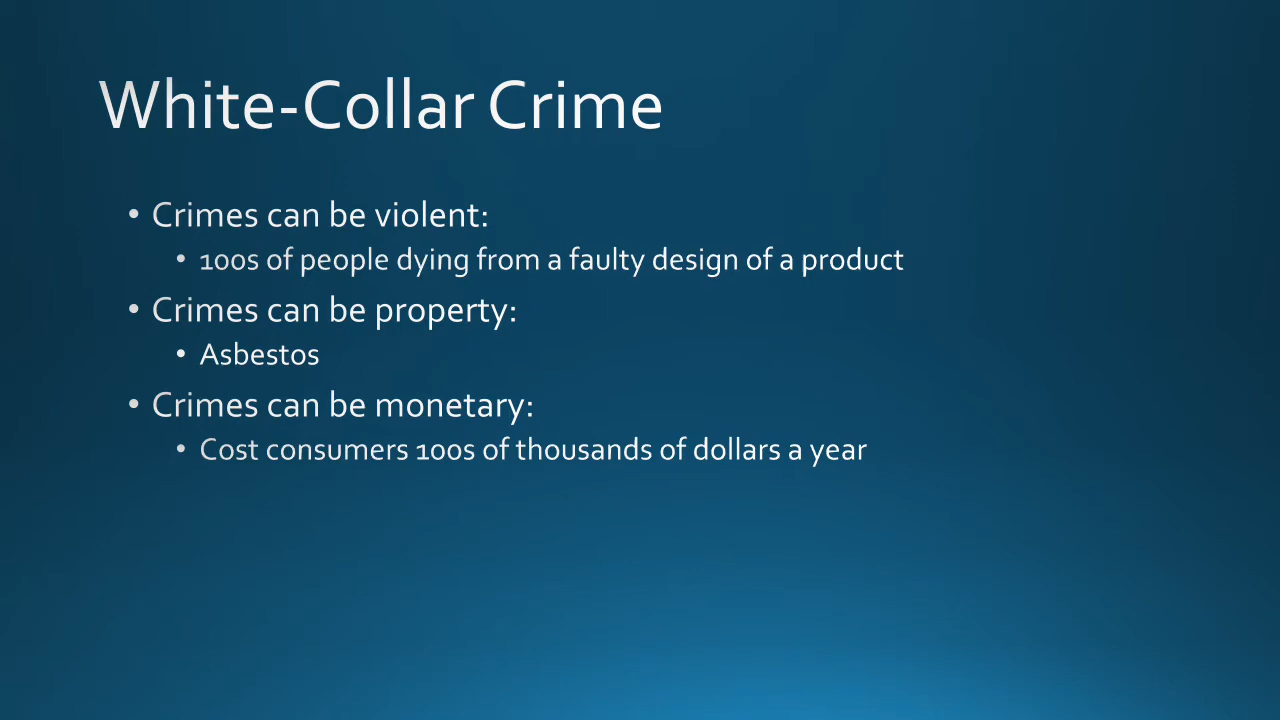 White-Collar Crime
• Crimes can be violent:
• 100s of people dying from a faulty design of a product
• Crimes can be property:
• Asbestos
• Crimes can be monetary:
• Cost consumers 100s of thousands of dollars a year